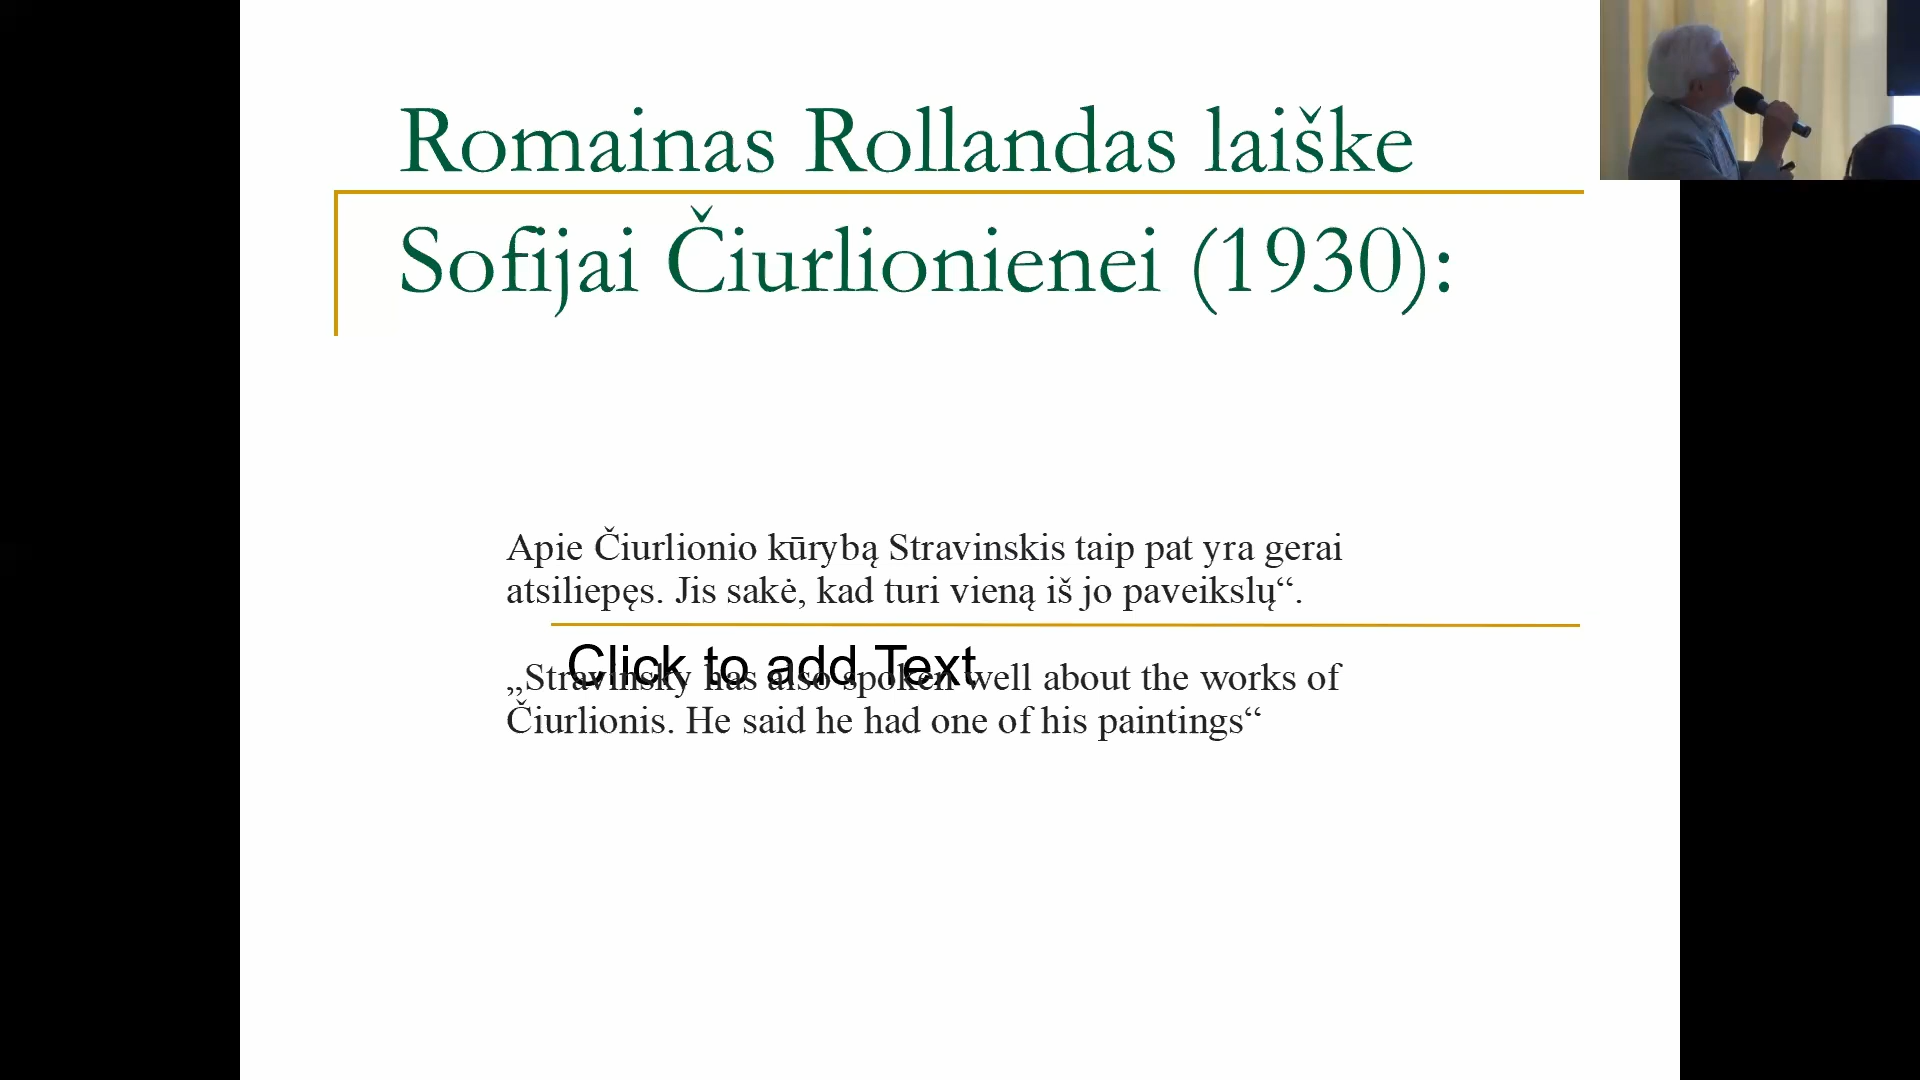 Romainas Rollandas laiške
Sofijai Čiurlionienei (1930):
Apie Čiurlionio kūrybą Stravinskis taip pat yra gerai
atsiliepęs. Jis sakė, kad turi vieną iš jo paveikslų“.
Click to add Text
„Stravinsky has also spoken well about the works of
Čiurlionis. He said he had one of his paintings“